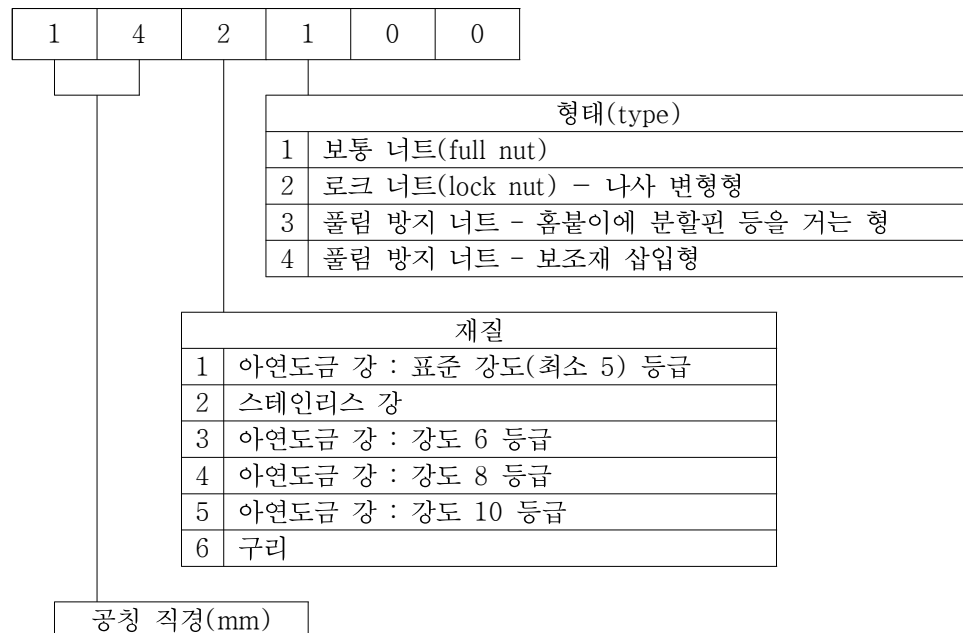 1 4 2 1 0 0
형태(type)
1 보통 너트(full nut)
2 로크 너트(lock nut) - 나사 변형형
3 풀림 방지 너트 - 홈붙이에 분할핀 등을 거는 형
4 풀림 방지 너트 - 보조재 삽입형
재질
1 아연도금 강 : 표준 강도(최소 5) 등급
2 스테인리스 강
3 아연도금 강 : 강도 6 등급
4 아연도금 강 : 강도 8 등급
5 아연도금 강 : 강도 10 등급
6 구리
공칭 직경(mm)